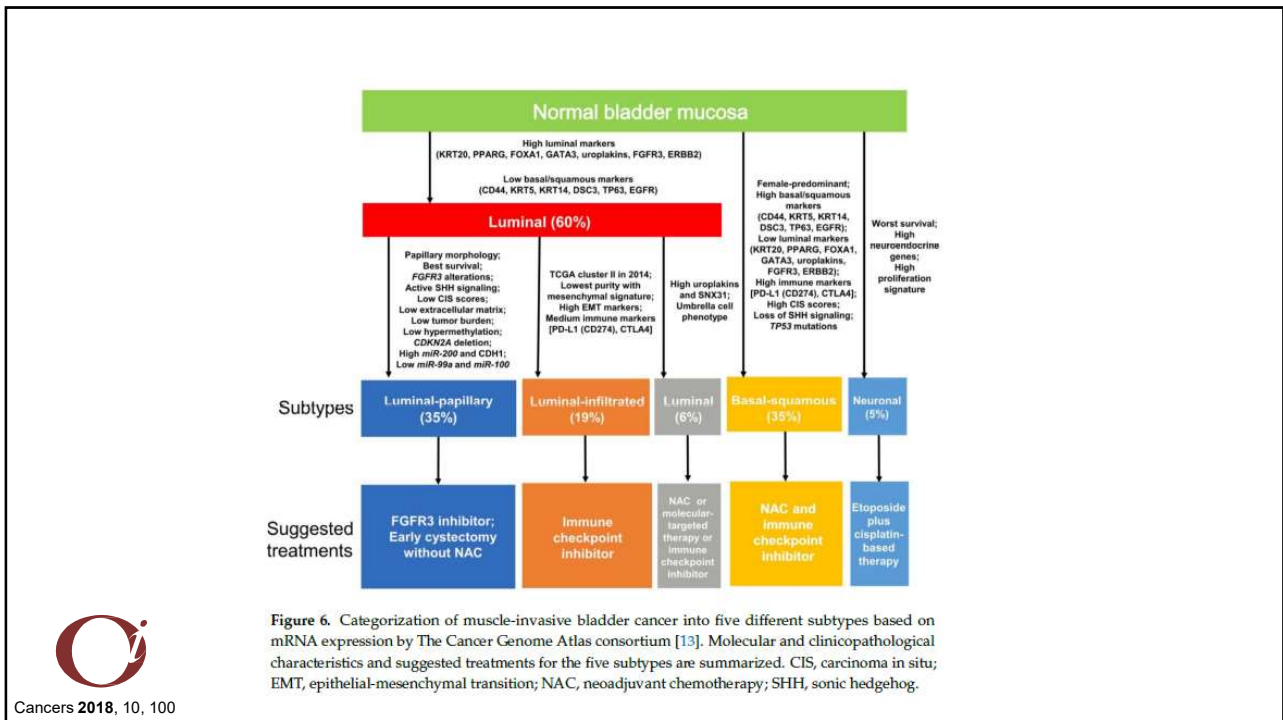 Normal bladder mucosa
High luminal markers
(KRT20, PPARG, FOXA1, GATA3, uroplakins, FGFR3, ERBB2)
Low basal/squamous markers
(CD44, KRT5, KRT14, DSC3, TP63, EGFR)
Luminal (60%)
Papillary morphology;
Best survival;
FGFR3 alterations;
Active SHH signaling;
Low CIS scores;
Low extracellular matrix;
Low tumor burden;
Low hypermethylation;
CDKN2A deletion;
High miR-200 and CDH1;
Low miR-99a and miR-100
TCGA cluster II in 2014;
Lowest purity with
mesenchymal signature;
High EMT markers;
Medium immune markers
[PD-L1 (CD274), CTLA4]
High uroplakins
and SNX31;
Umbrella cell
phenotype
Female-predominant;
High basal/squamous
markers
(CD44, KRT5, KRT14,
DSC3, TP63, EGFR);
Low luminal markers
(KRT20, PPARG, FOXA1,
GATA3, uroplakins,
FGFR3, ERBB2);
High immune markers
[PD-L1 (CD274), CTLA4];
High CIS scores;
Loss of SHH signaling;
TP53 mutations
Worst survival;
High
neuroendocrine
genes;
High
proliferation
signature
Subtypes
Luminal-papillary
(35%)
Luminal-infiltrated
(19%)
Luminal
(6%)
Basal-squamous
(35%)
Neuronal
(5%)
Suggested
treatments
FGFR3 inhibitor;
Early cystectomy
without NAC
Immune
checkpoint
inhibitor
NAC or
molecular-
targeted
therapy or
immune
checkpoint
inhibitor
NAC and
immune
checkpoint
inhibitor
Etoposide
plus
cisplatin-
based
therapy
Figure 6. Categorization of muscle-invasive bladder cancer into five different subtypes based on
mRNA expression by The Cancer Genome Atlas consortium [13]. Molecular and clinicopathological
characteristics and suggested treatments for the five subtypes are summarized. CIS, carcinoma in situ;
EMT, epithelial-mesenchymal transition; NAC, neoadjuvant chemotherapy; SHH, sonic hedgehog.
Oi
Cancers 2018, 10, 100